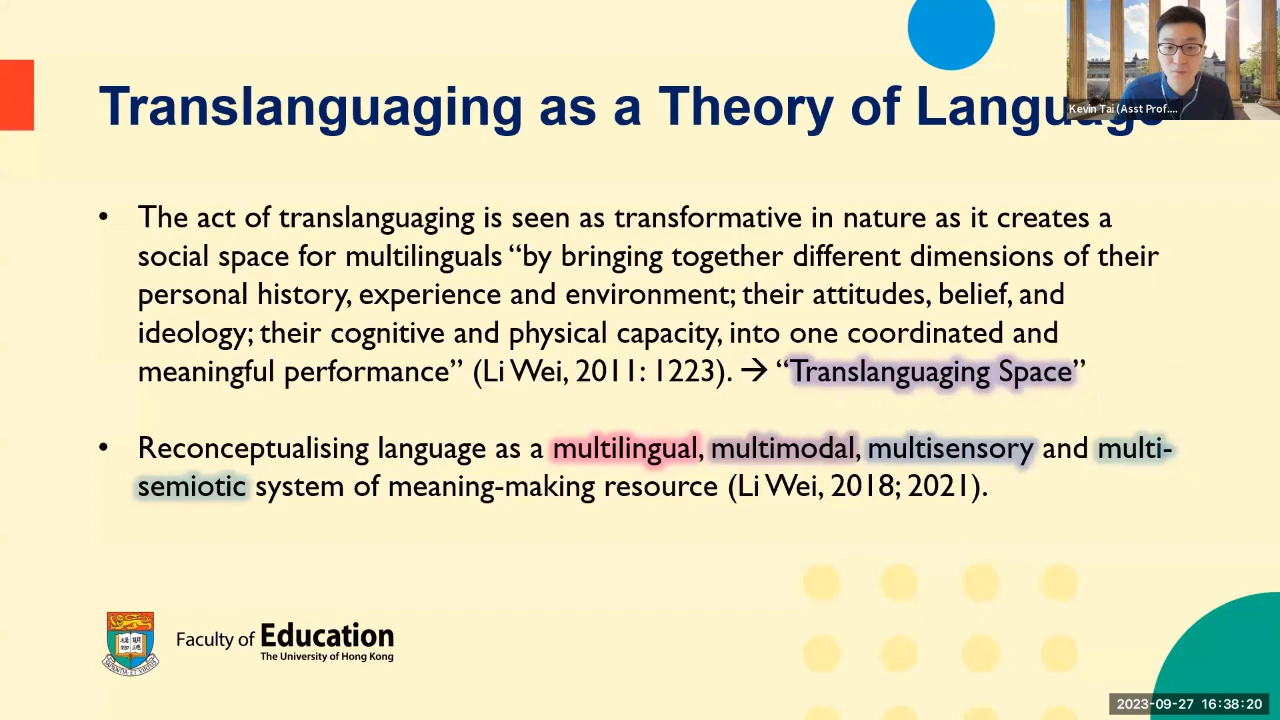 Translanguaging as a Theory of Language
Kevin Tai (Asst Prof....
• The act of translanguaging is seen as transformative in nature as it creates a
social space for multilinguals “by bringing together different dimensions of their
personal history, experience and environment; their attitudes, belief, and
ideology; their cognitive and physical capacity, into one coordinated and
meaningful performance” (Li Wei, 2011: 1223). → “Translanguaging Space”
• Reconceptualising language as a multilingual, multimodal, multisensory and multi-
semiotic system of meaning-making resource (Li Wei, 2018; 2021).
Faculty of Education
The University of Hong Kong
2023-09-27 16:38:20